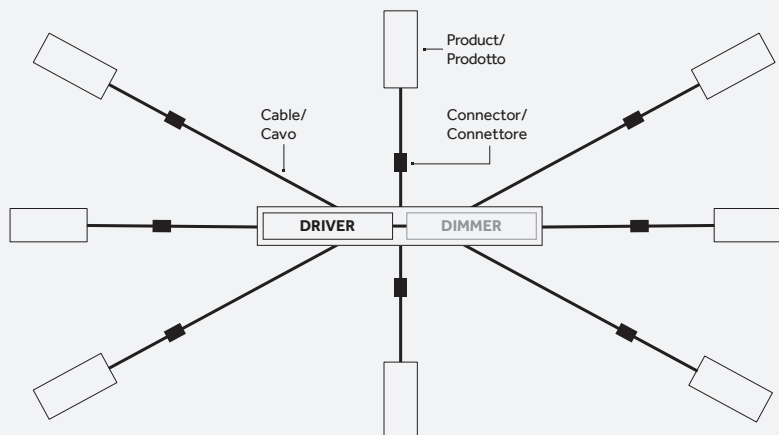 Product/
Prodotto
Cable/
Cavo
Connector/
Connettore
DRIVER
DIMMER